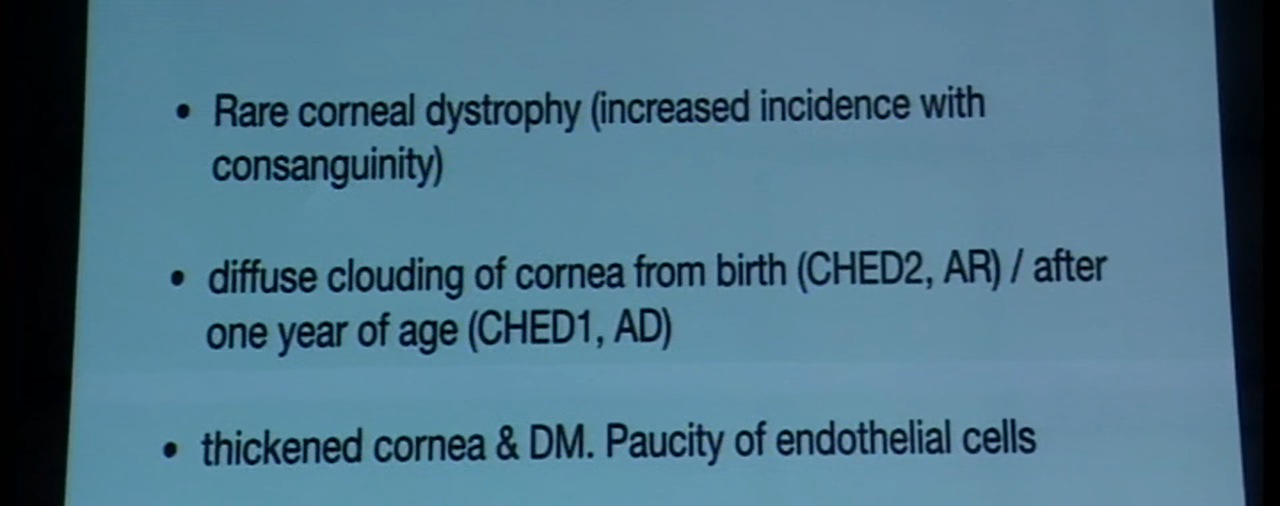 • Rare corneal dystrophy (increased incidence with
consanguinity)
• diffuse clouding of cornea from birth (CHED2, AR) / after
one year of age (CHED1, AD)
• thickened cornea & DM. Paucity of endothelial cells